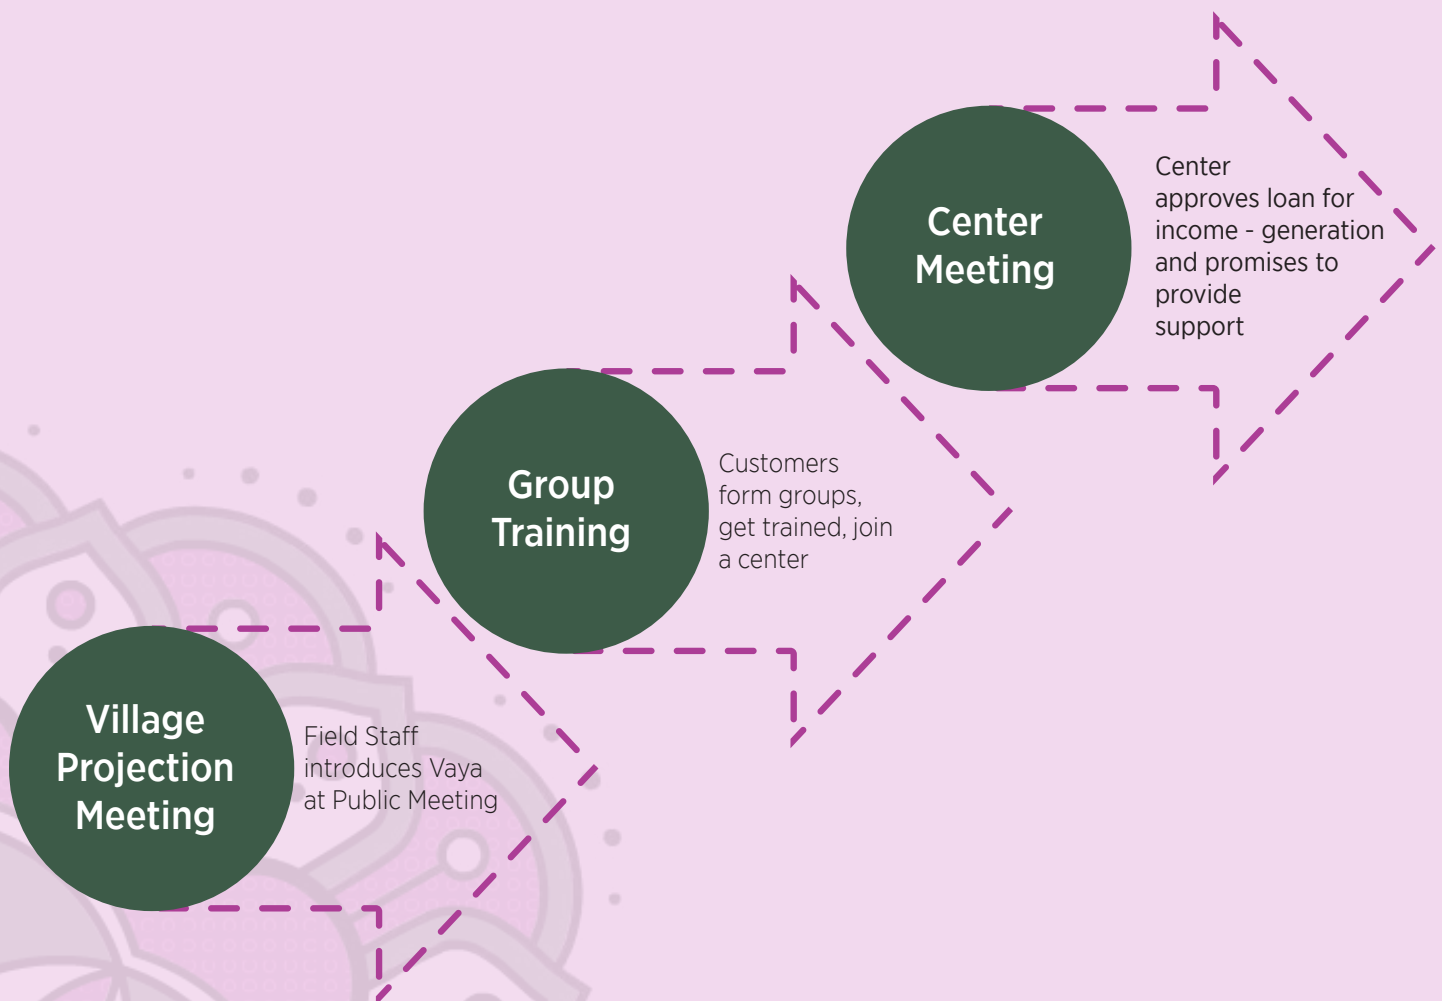 Center
Meeting
Center
approves loan for
income - generation
and promises to
provide
support
Group
Training
Customers
form groups,
get trained, join
a center
Village
Projection
Meeting
Field Staff
introduces Vaya
at Public Meeting